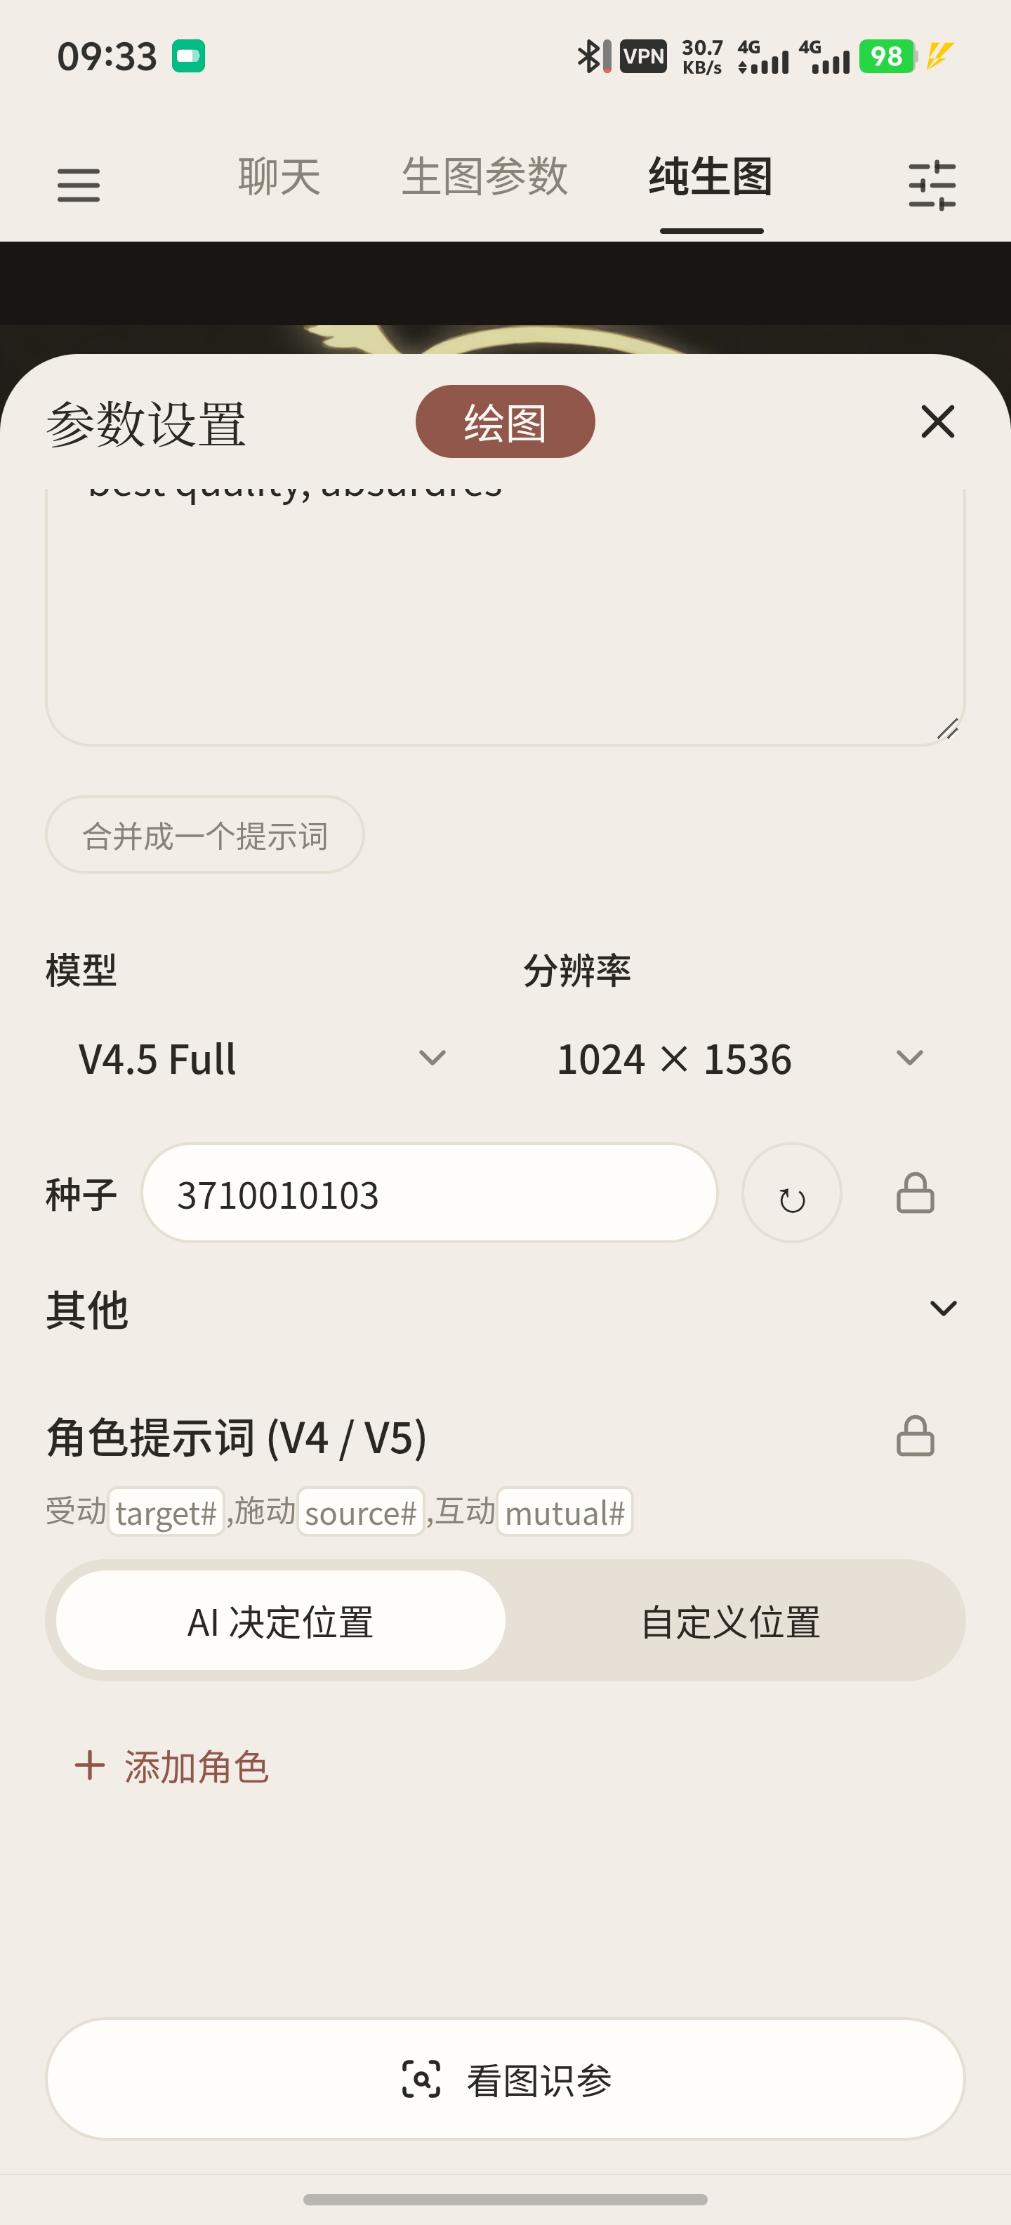 09:33 VPN 30.7 KB/s 4G 4G 98
聊天 生图参数 纯生图
参数设置 绘图
best quality, absurdres
合并成一个提示词
模型 分辨率
V4.5 Full 1024 × 1536
种子 3710010103
其他
角色提示词 (V4 / V5)
受动 target# ,施动 source# ,互动 mutual#
AI 决定位置 自定义位置
+ 添加角色
看图识参